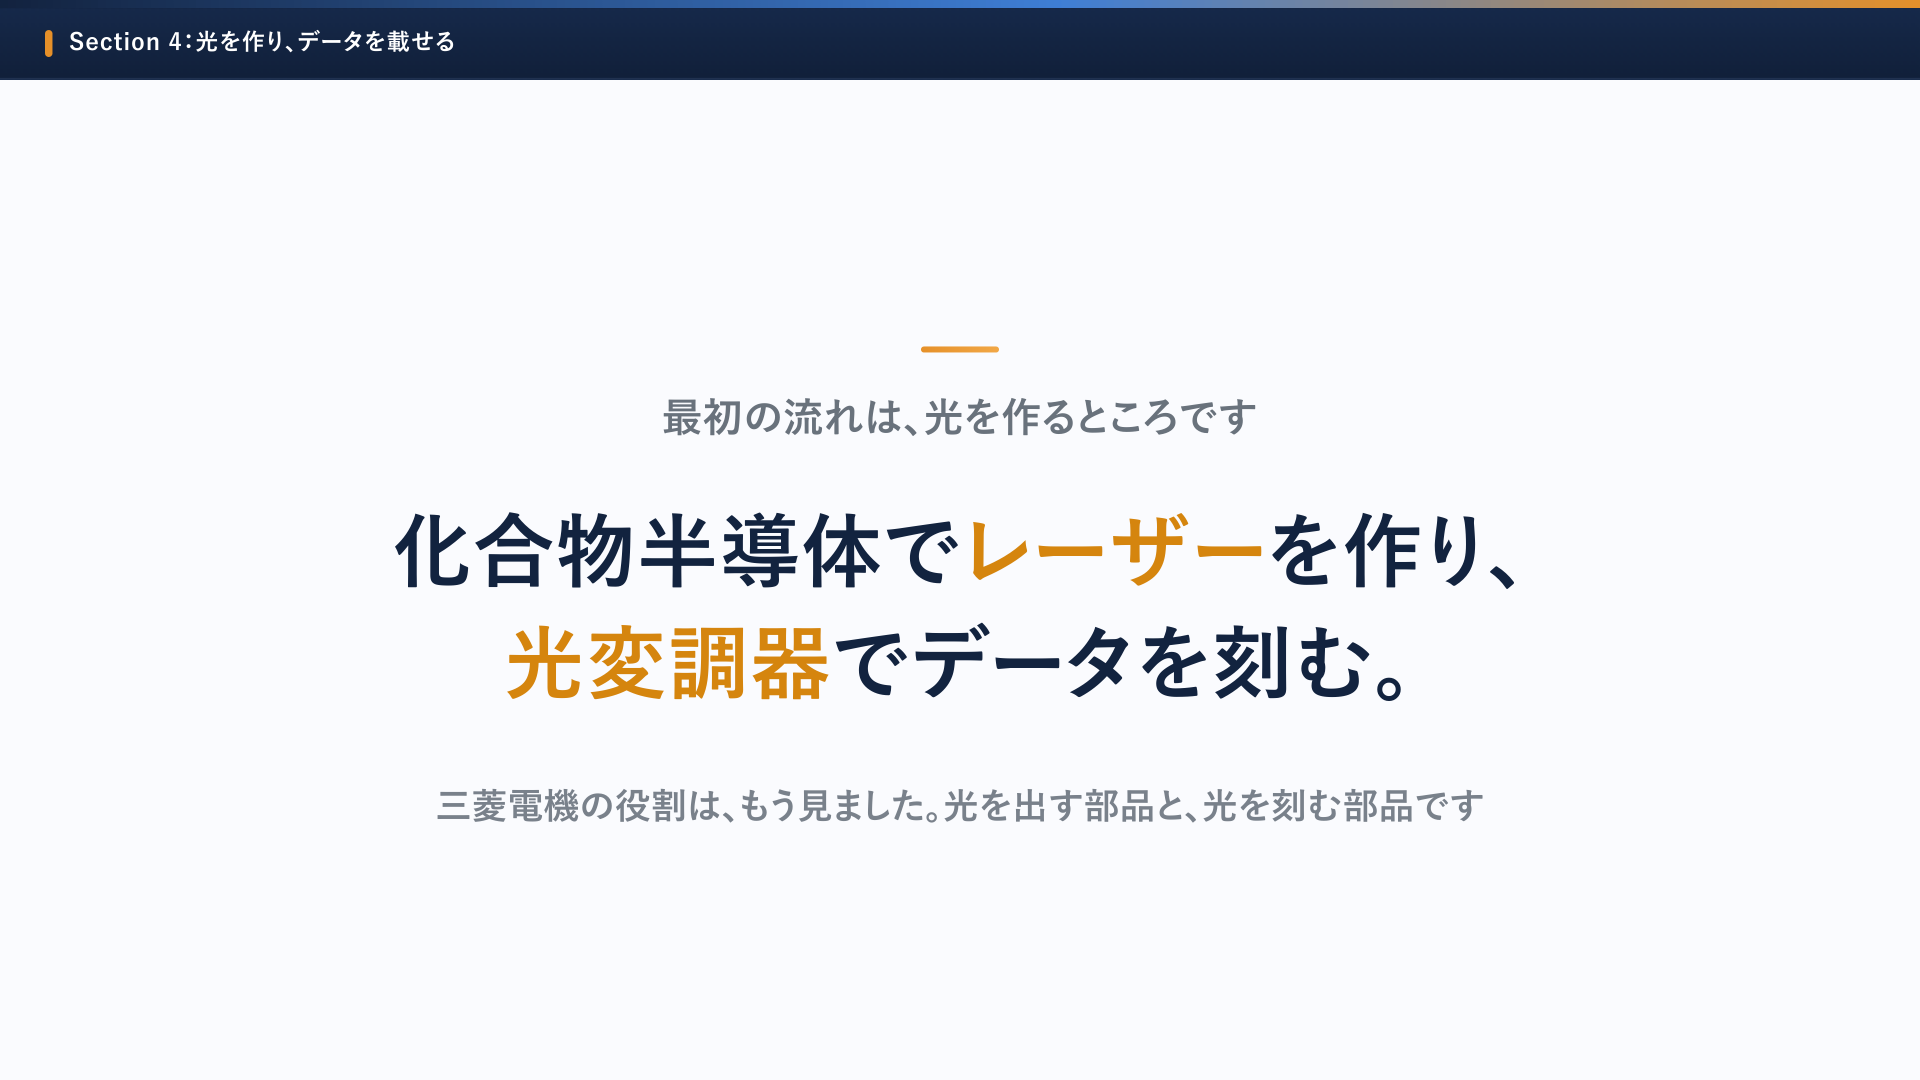 Section 4：光を作り、データを載せる
最初の流れは、光を作るところです
化合物半導体でレーザーを作り、
光変調器でデータを刻む。
三菱電機の役割は、もう見ました。光を出す部品と、光を刻む部品です